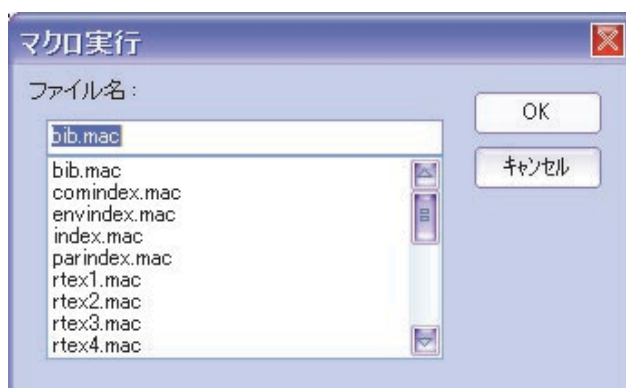 マクロ実行
ファイル名:
OK
bib.mac
キャンセル
bib.mac
comindex.mac
envindex.mac
index.mac
parindex.mac
rtex1.mac
rtex2.mac
rtex3.mac
rtex4.mac